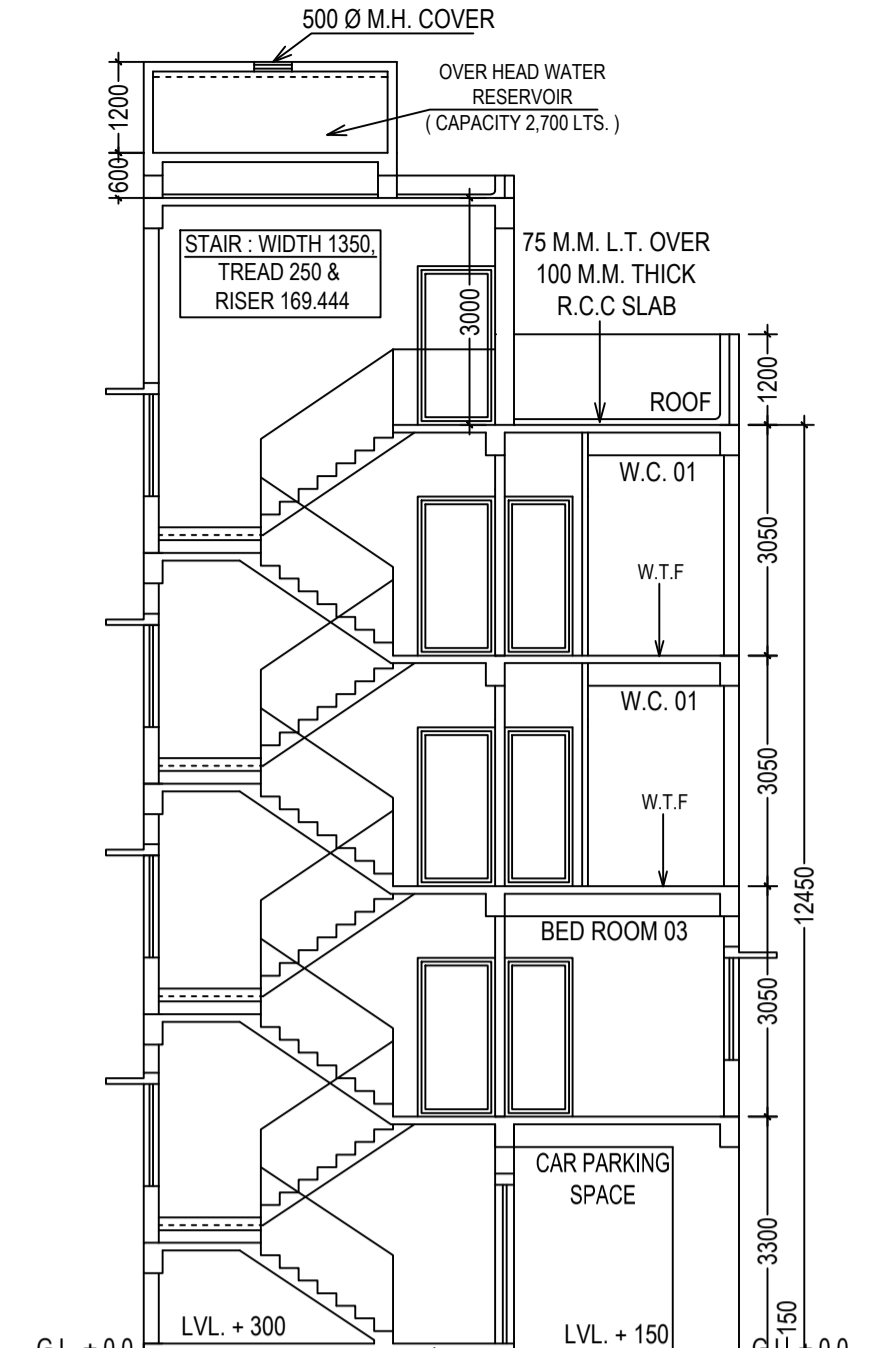 500 Ø M.H. COVER
OVER HEAD WATER
RESERVOIR
( CAPACITY 2,700 LTS. )
1200
600
STAIR : WIDTH 1350,
TREAD 250 &
RISER 169.444
3000
75 M.M. L.T. OVER
100 M.M. THICK
R.C.C SLAB
1200
ROOF
W.C. 01
3050
W.T.F
W.C. 01
3050
W.T.F
12450
BED ROOM 03
3050
CAR PARKING
SPACE
3300
150
LVL. + 300
LVL. + 150